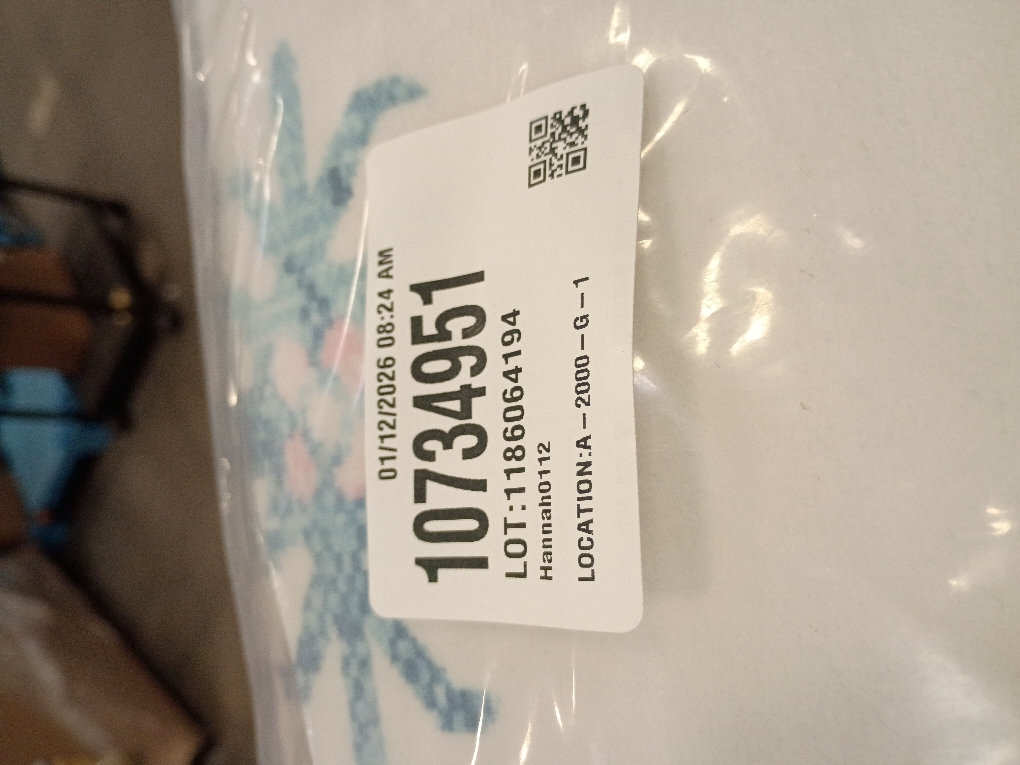 01/12/2026 08:24 AM
10734951
LOT:1186064194
Hannah0112
LOCATION:A-2000-G-1